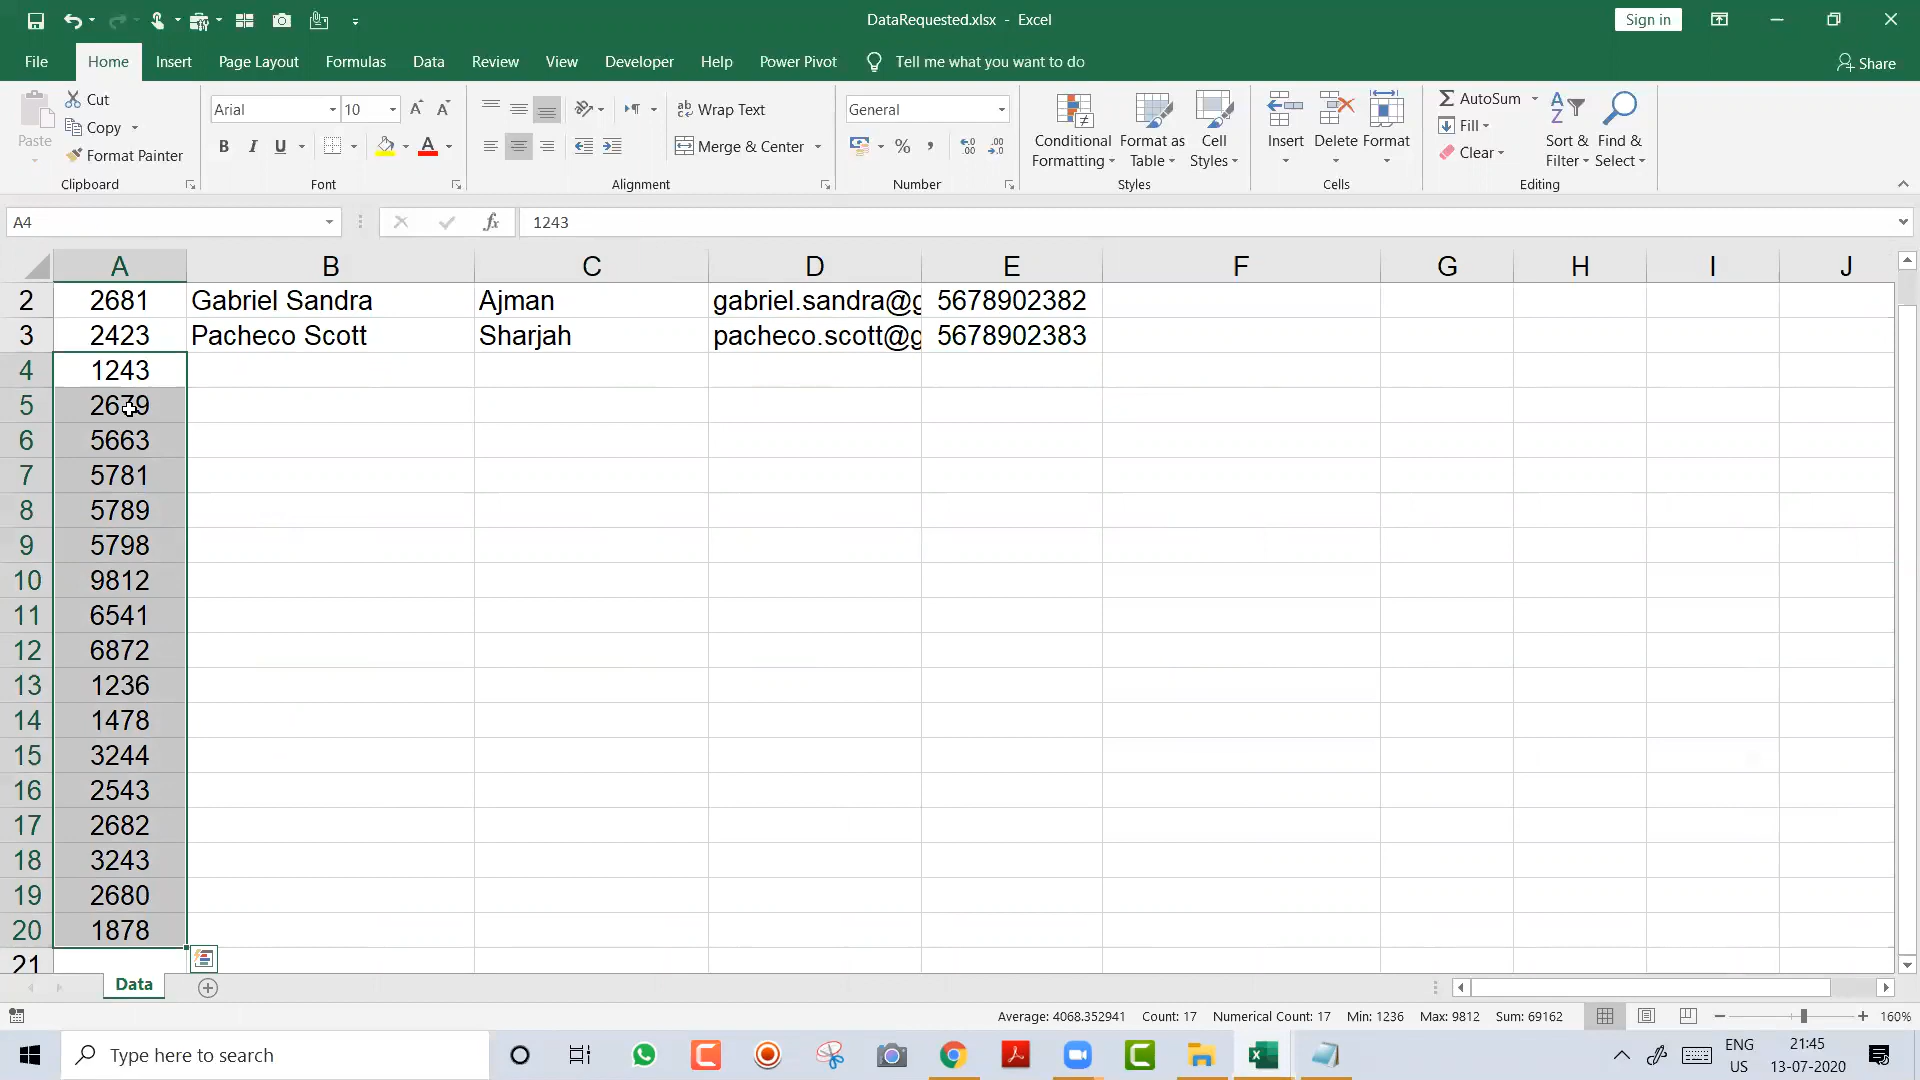 DataRequested.xlsx - Excel
Sign in
File Home Insert Page Layout Formulas Data Review View Developer Help Power Pivot Tell me what you want to do Share
Paste
Cut
Copy
Format Painter
Clipboard
Arial 10
B I U
Font
Wrap Text
Merge & Center
Alignment
General
Number
Conditional Formatting
Format as Table
Cell Styles
Styles
Insert Delete Format
Cells
AutoSum
Fill
Clear
Sort & Filter
Find & Select
Editing
A4 fx 1243
A B C D E F G H I J
2 2681 Gabriel Sandra Ajman gabriel.sandra@g 5678902382
3 2423 Pacheco Scott Sharjah pacheco.scott@g 5678902383
4 1243
5 2679
6 5663
7 5781
8 5789
9 5798
10 9812
11 6541
12 6872
13 1236
14 1478
15 3244
16 2543
17 2682
18 3243
19 2680
20 1878
21
Data
Average: 4068.352941 Count: 17 Numerical Count: 17 Min: 1236 Max: 9812 Sum: 69162 160%
Type here to search
ENG
US
21:45
13-07-2020